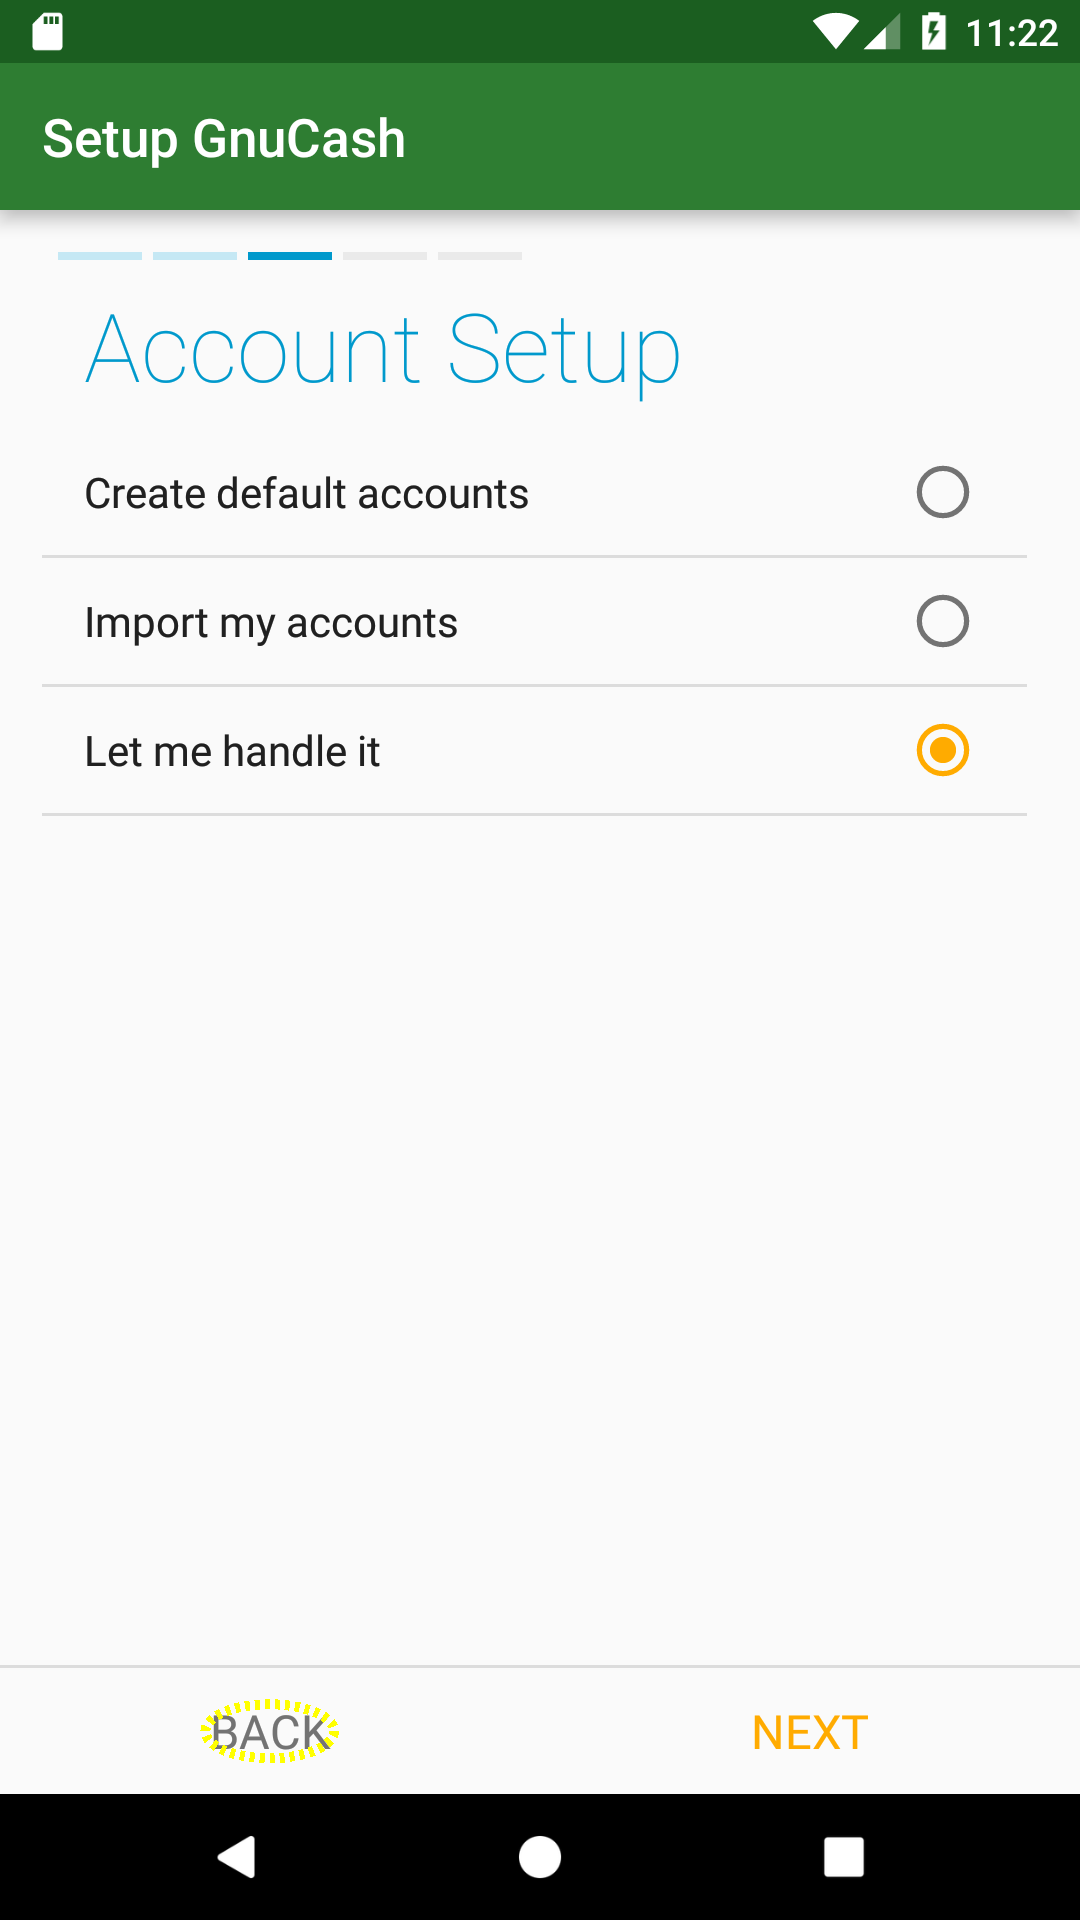 11:22
Setup GnuCash
Account Setup
Create default accounts
Import my accounts
Let me handle it
BACK
NEXT